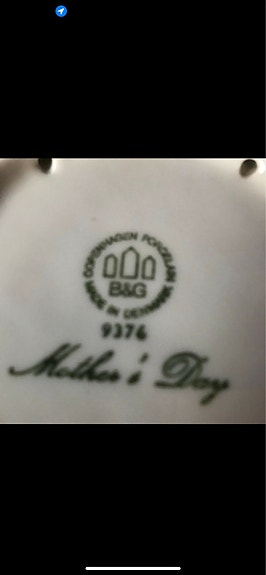 COPENHAGEN PORCELAIN
B&G
MADE IN DENMARK
9376
Mother's Day